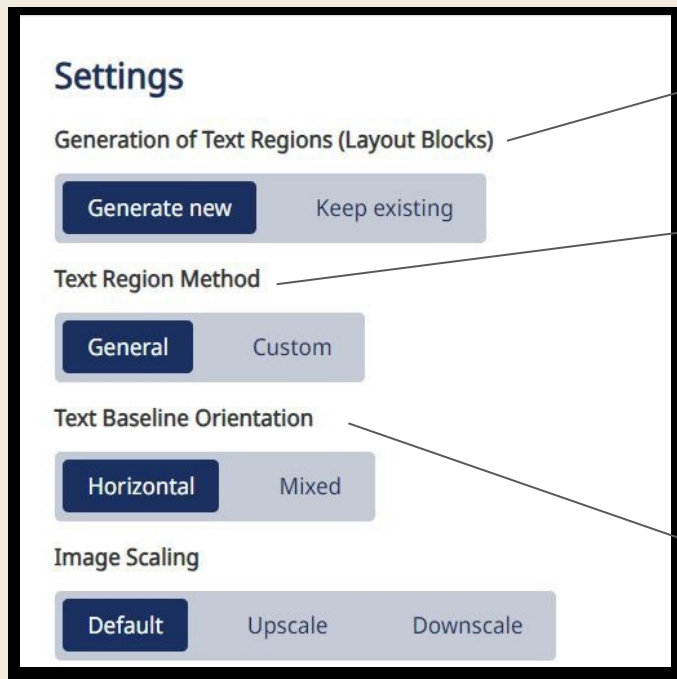 Settings
Generation of Text Regions (Layout Blocks)
Generate new Keep existing
Text Region Method
General Custom
Text Baseline Orientation
Horizontal Mixed
Image Scaling
Default Upscale Downscale